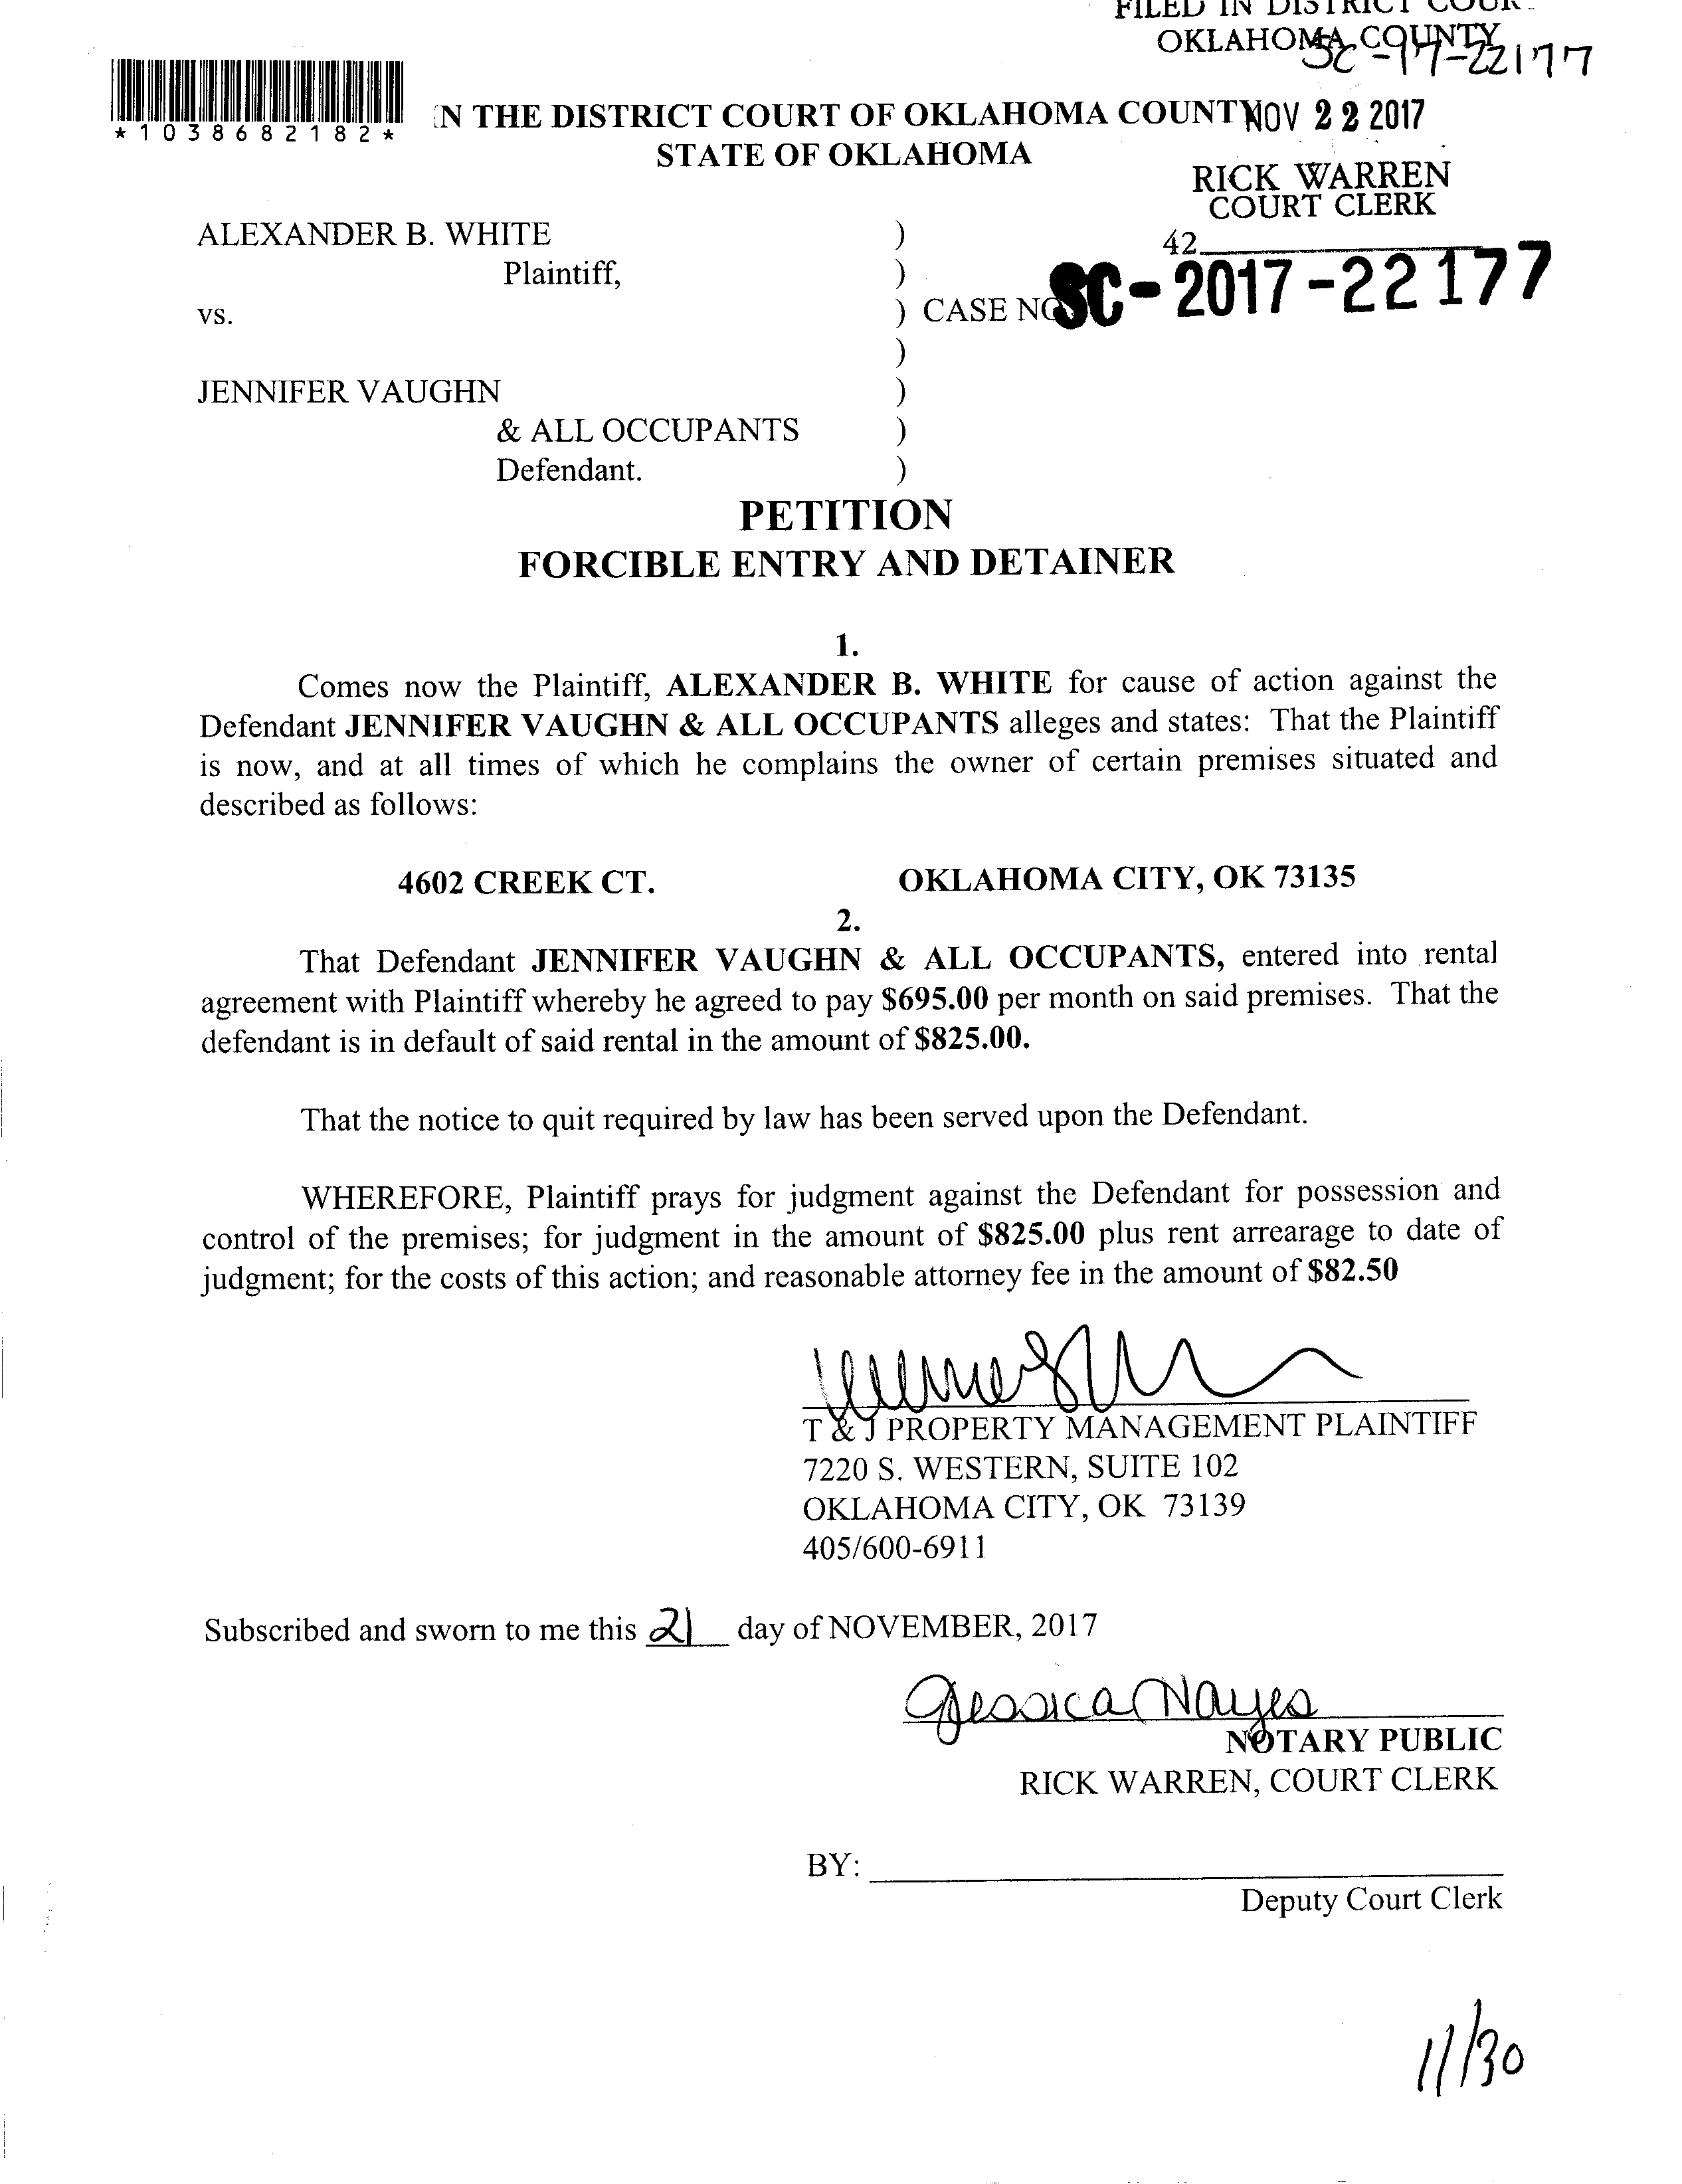 FILED IN DISTRICT COUR
OKLAHOMA COUNTY
SC-17-22177
*1038682182*
IN THE DISTRICT COURT OF OKLAHOMA COUNTY
NOV 22 2017
STATE OF OKLAHOMA
RICK WARREN
COURT CLERK
42
ALEXANDER B. WHITE )
Plaintiff, )
vs. ) CASE NO
SC-2017-22177
)
JENNIFER VAUGHN )
& ALL OCCUPANTS )
Defendant. )
PETITION
FORCIBLE ENTRY AND DETAINER
1.
Comes now the Plaintiff, ALEXANDER B. WHITE for cause of action against the
Defendant JENNIFER VAUGHN & ALL OCCUPANTS alleges and states: That the Plaintiff
is now, and at all times of which he complains the owner of certain premises situated and
described as follows:
4602 CREEK CT. OKLAHOMA CITY, OK 73135
2.
That Defendant JENNIFER VAUGHN & ALL OCCUPANTS, entered into rental
agreement with Plaintiff whereby he agreed to pay $695.00 per month on said premises. That the
defendant is in default of said rental in the amount of $825.00.
That the notice to quit required by law has been served upon the Defendant.
WHEREFORE, Plaintiff prays for judgment against the Defendant for possession and
control of the premises; for judgment in the amount of $825.00 plus rent arrearage to date of
judgment; for the costs of this action; and reasonable attorney fee in the amount of $82.50
T & J PROPERTY MANAGEMENT PLAINTIFF
7220 S. WESTERN, SUITE 102
OKLAHOMA CITY, OK 73139
405/600-6911
Subscribed and sworn to me this 21 day of NOVEMBER, 2017
Jessica Hayes
NOTARY PUBLIC
RICK WARREN, COURT CLERK
BY:
Deputy Court Clerk
11/30